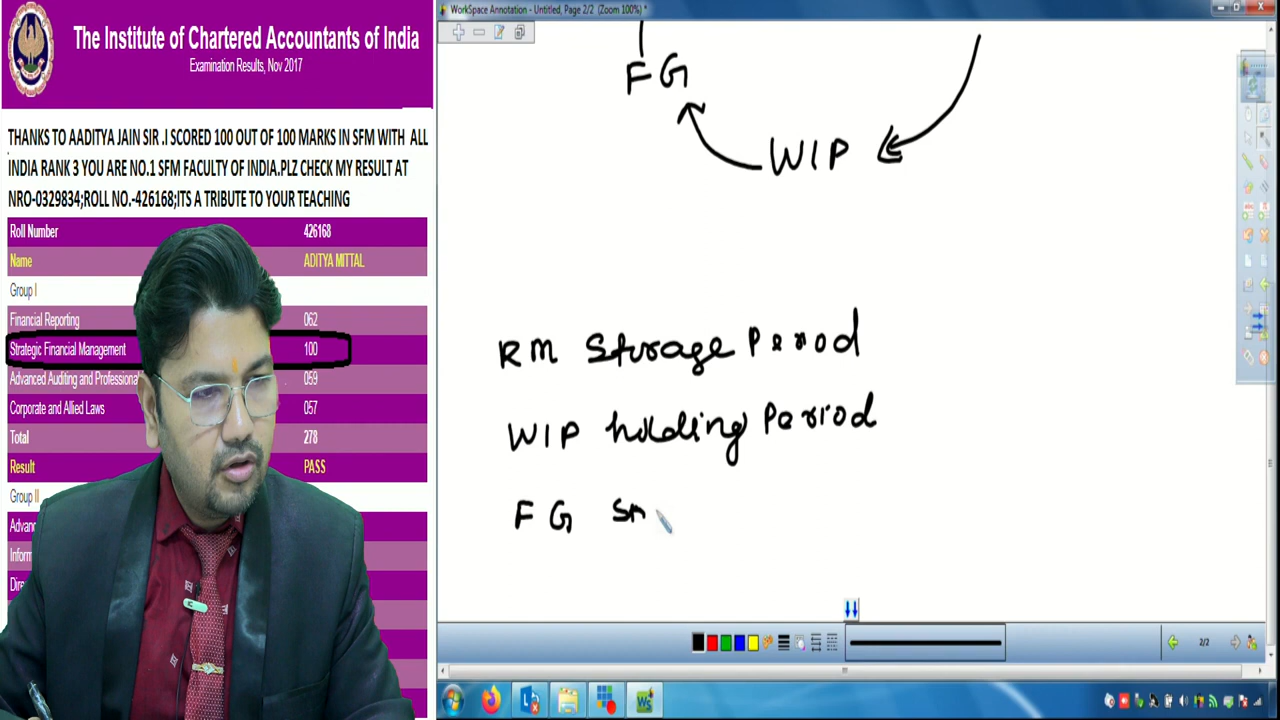 The Institute of Chartered Accountants of India
Examination Results, Nov 2017
THANKS TO AADITYA JAIN SIR .I SCORED 100 OUT OF 100 MARKS IN SFM WITH ALL
INDIA RANK 3 YOU ARE NO.1 SFM FACULTY OF INDIA.PLZ CHECK MY RESULT AT
NRO-0329834;ROLL NO.-426168;ITS A TRIBUTE TO YOUR TEACHING
Roll Number 426168
Name ADITYA MITTAL
Group I
Financial Reporting 062
Strategic Financial Management 100
Advanced Auditing and Professional 059
Corporate and Allied Laws 057
Total 278
Result PASS
Group II
WorkSpace Annotation - Untitled, Page 2/2 (Zoom 100%) *
FG
WIP
RM Storage Period
WIP holding Period
FG
2/2